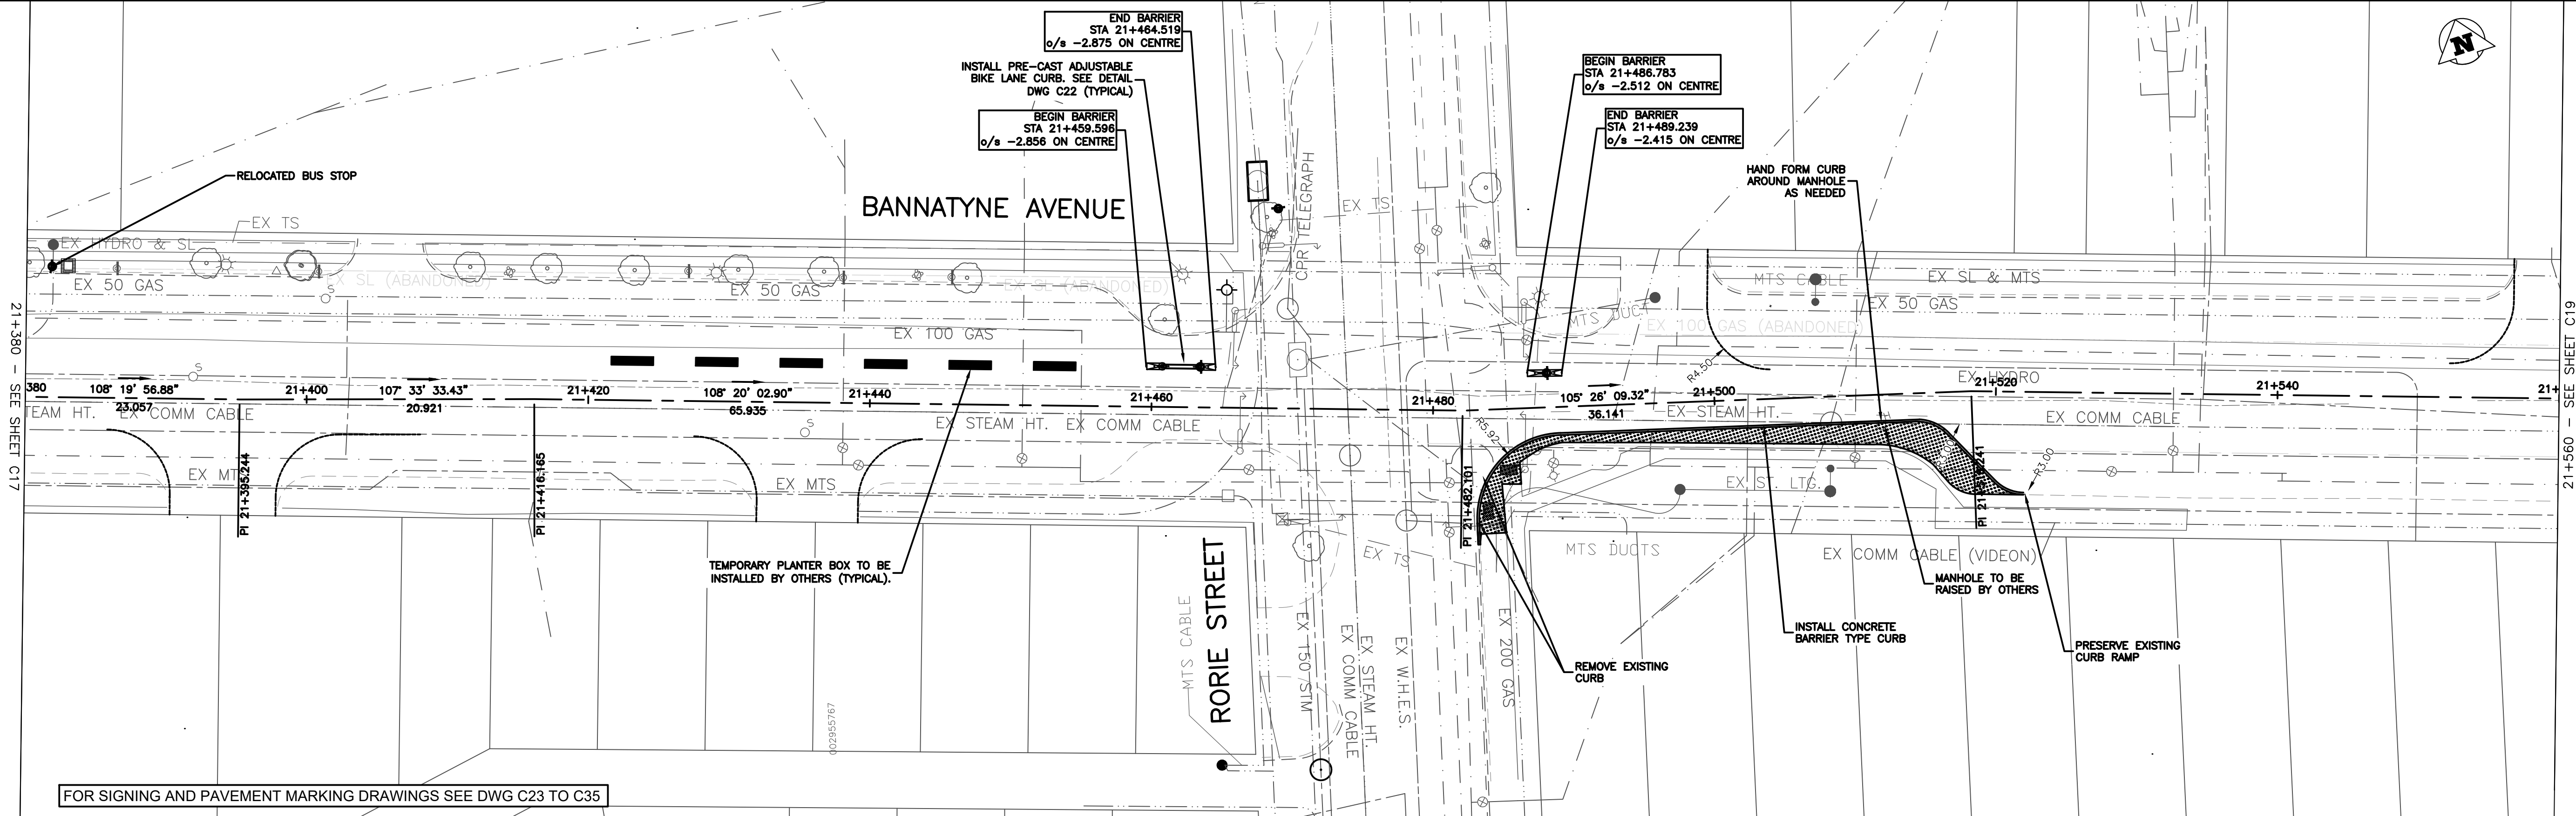 END BARRIER
STA 21+464.519
o/s -2.875 ON CENTRE
INSTALL PRE-CAST ADJUSTABLE
BIKE LANE CURB. SEE DETAIL
DWG C22 (TYPICAL)
BEGIN BARRIER
STA 21+459.596
o/s -2.856 ON CENTRE
BEGIN BARRIER
STA 21+486.783
o/s -2.512 ON CENTRE
END BARRIER
STA 21+489.239
o/s -2.415 ON CENTRE
N
HAND FORM CURB
AROUND MANHOLE
AS NEEDED
RELOCATED BUS STOP
BANNATYNE AVENUE
CPR TELEGRAPH
EX TS
EX TS
EX HYDRO & SL
EX 50 GAS
EX SL (ABANDONED)
S
EX 50 GAS
EX SL (ABANDONED)
MTS CABLE
EX SL & MTS
EX 50 GAS
MTS DUCT
EX 100 GAS (ABANDONED)
EX 100 GAS
R4.50
EX HYDRO
21+380 - SEE SHEET C17
21+560 - SEE SHEET C19
S
380
108° 19' 56.88"
23.057
21+400
107° 33' 33.43"
20.921
21+420
108° 20' 02.90"
65.935
21+440
21+460
21+480
105° 26' 09.32"
36.141
21+500
21+520
21+540
21+
TEAM HT.
EX COMM CABLE
S
EX STEAM HT.
EX COMM CABLE
EX STEAM HT.
EX COMM CABLE
R5.92
R3.00
EX MTS
EX MTS
EX ST. LTG.
PI 21+395.244
PI 21+416.165
PI 21+482.101
EX TS
MTS DUCTS
EX COMM CABLE (VIDEON)
TEMPORARY PLANTER BOX TO BE
INSTALLED BY OTHERS (TYPICAL).
MANHOLE TO BE
RAISED BY OTHERS
INSTALL CONCRETE
BARRIER TYPE CURB
PRESERVE EXISTING
CURB RAMP
REMOVE EXISTING
CURB
MTS CABLE
RORIE STREET
EX 150 STM
EX COMM CABLE
EX STEAM HT.
EX W.H.E.S.
EX 200 GAS
002955767
FOR SIGNING AND PAVEMENT MARKING DRAWINGS SEE DWG C23 TO C35